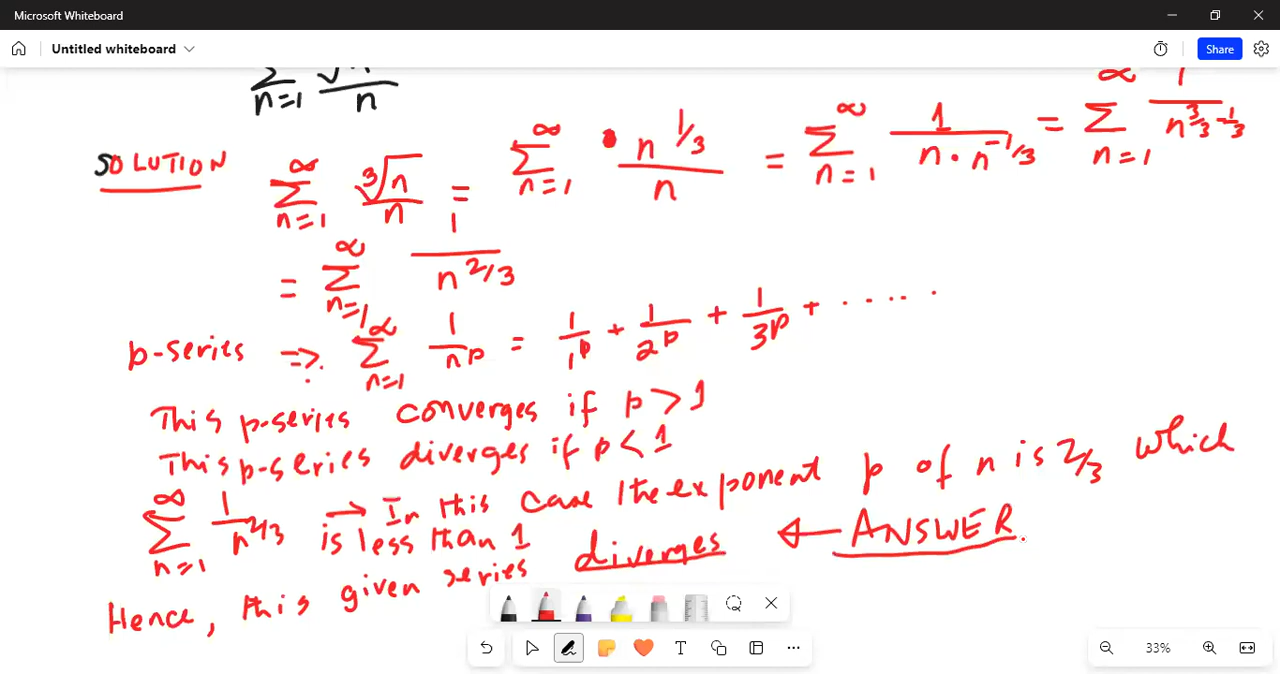 Microsoft Whiteboard
Untitled whiteboard
Share
∑ n=1 √n / n
SOLUTION ∑ n=1 ∞ ³√n / n = ∑ n=1 ∞ · n^1/3 / n = ∑ n=1 ∞ 1 / n · n^-1/3 = ∑ n=1 ∞ 1 / n^3/3 - 1/3
= ∑ n=1 ∞ 1 / n^2/3
p-series => ∑ n=1 ∞ 1 / n^p = 1/1^p + 1/2^p + 1/3^p + ......
This p-series converges if p > 1
This p-series diverges if p < 1
∑ n=1 ∞ 1 / n^2/3 → In this case the exponent p of n is 2/3 which
is less than 1
Hence, this given series diverges ← ANSWER
T
33%